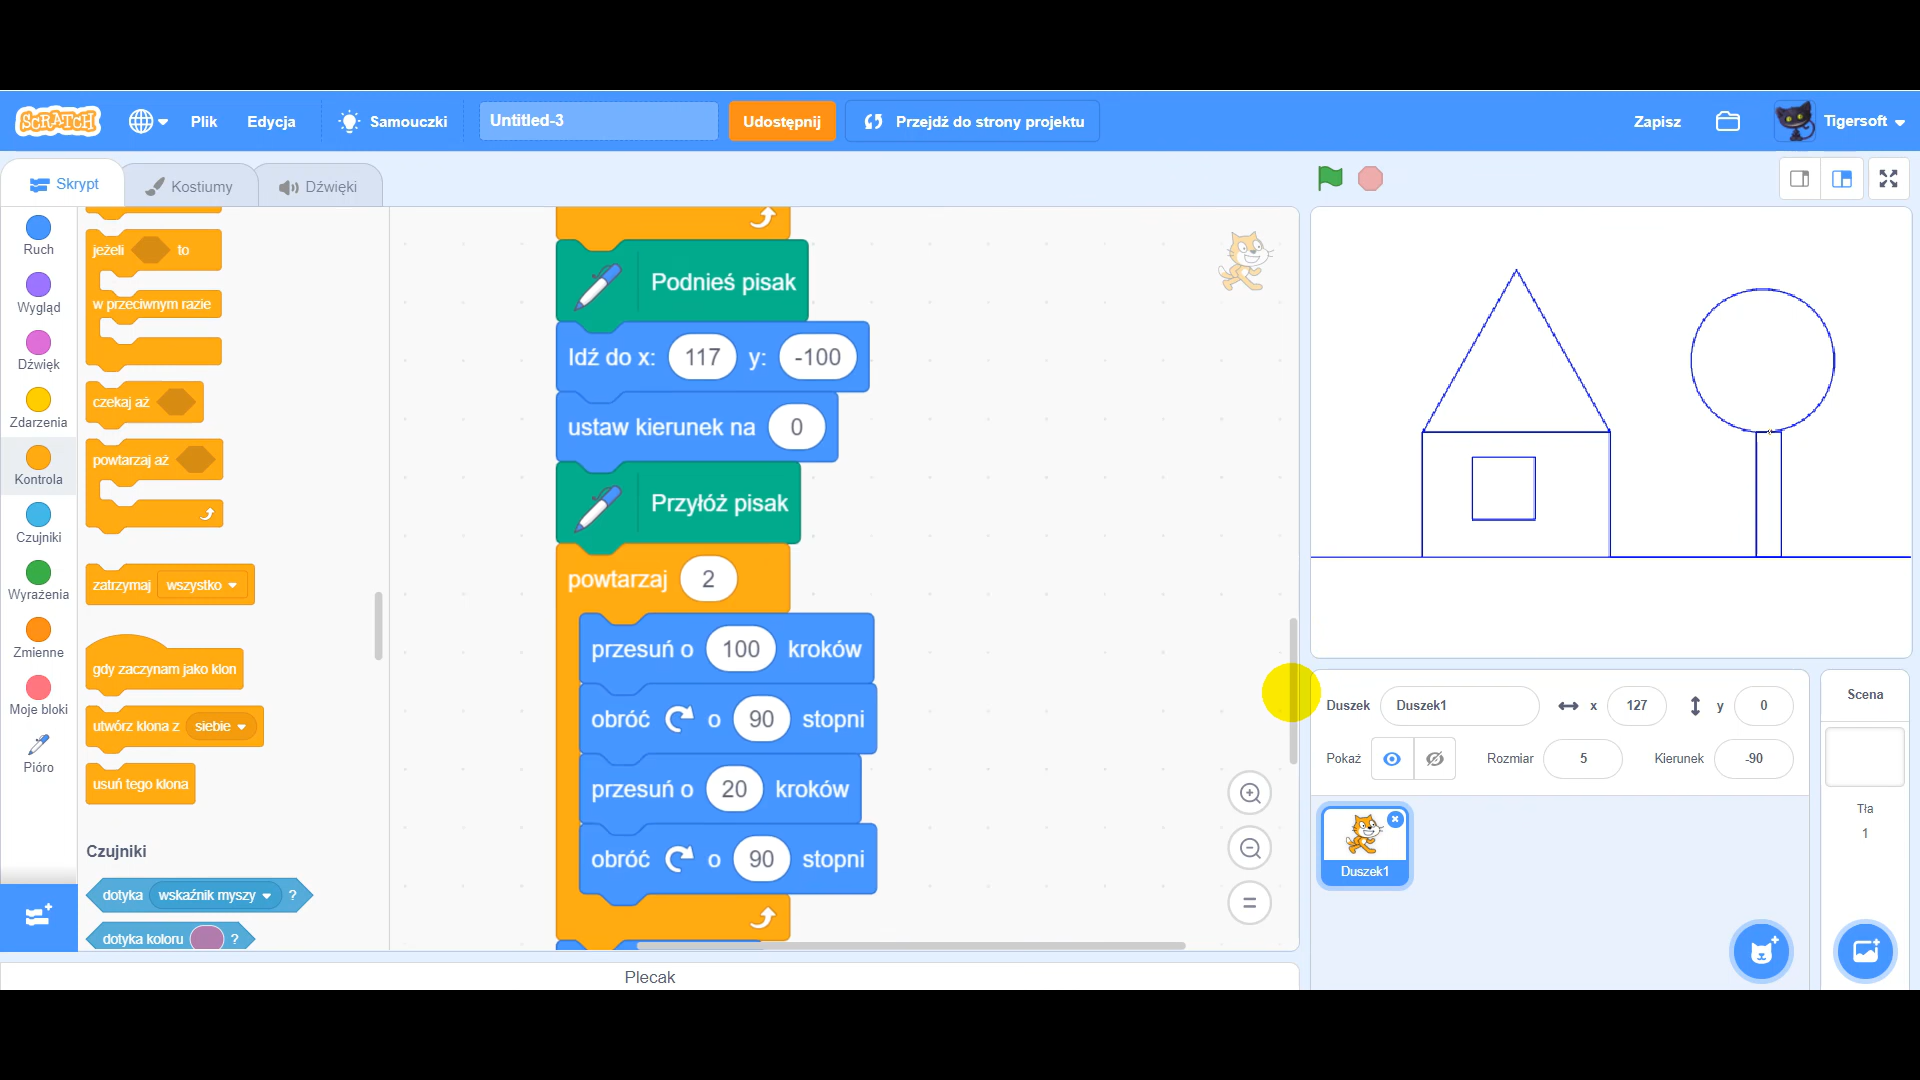 SCRATCH Plik Edycja Samouczki Untitled-3 Udostępnij Przejdź do strony projektu Zapisz Tigersoft
Skrypt Kostiumy Dźwięki
Ruch
Wygląd
Dźwięk
Zdarzenia
Kontrola
Czujniki
Wyrażenia
Zmienne
Moje bloki
Pióro
jeżeli to
w przeciwnym razie
czekaj aż
powtarzaj aż
zatrzymaj wszystko
gdy zaczynam jako klon
utwórz klona z siebie
usuń tego klona
Czujniki
dotyka wskaźnik myszy ?
dotyka koloru ?
Podnieś pisak
Idź do x: 117 y: -100
ustaw kierunek na 0
Przyłóż pisak
powtarzaj 2
przesuń o 100 kroków
obróć o 90 stopni
przesuń o 20 kroków
obróć o 90 stopni
Plecak
Duszek Duszek1 x 127 y 0
Pokaż Rozmiar 5 Kierunek -90
Duszek1
Scena
Tła
1